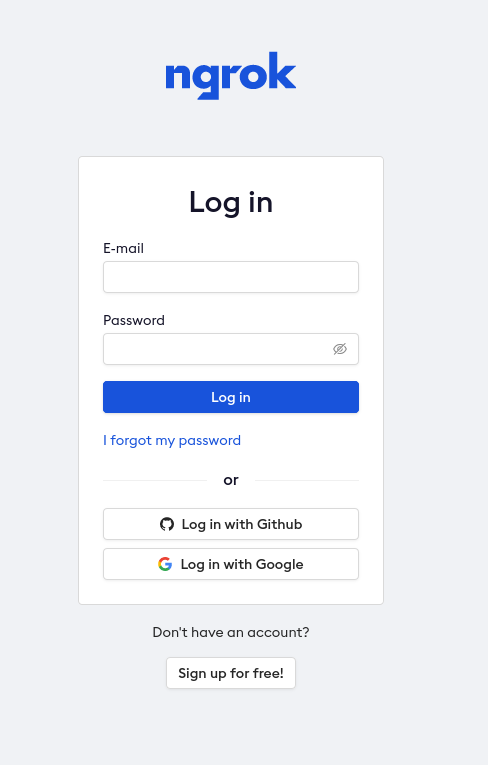 ngrok
Log in
E-mail
Password
Log in
I forgot my password
or
Log in with Github
Log in with Google
Don't have an account?
Sign up for free!